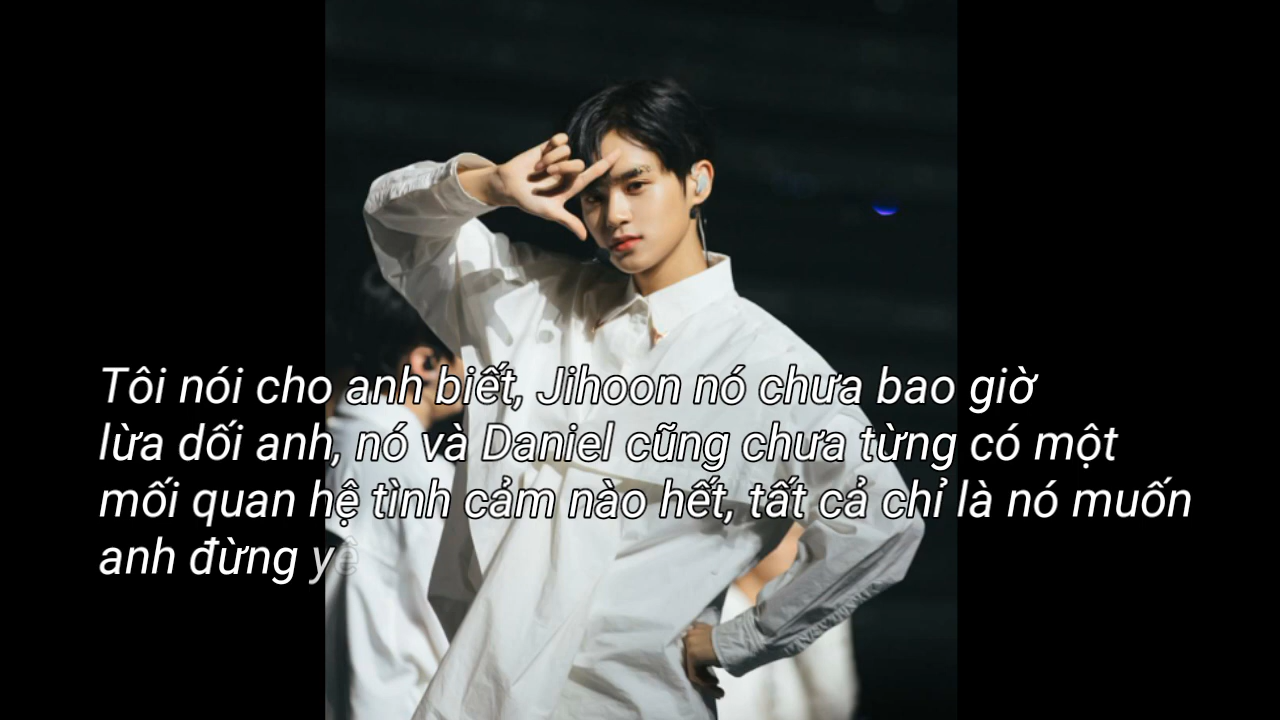 Tôi nói cho anh biết, Jihoon nó chưa bao giờ
lừa dối anh, nó và Daniel cũng chưa từng có một
mối quan hệ tình cảm nào hết, tất cả chỉ là nó muốn
anh đừng yê